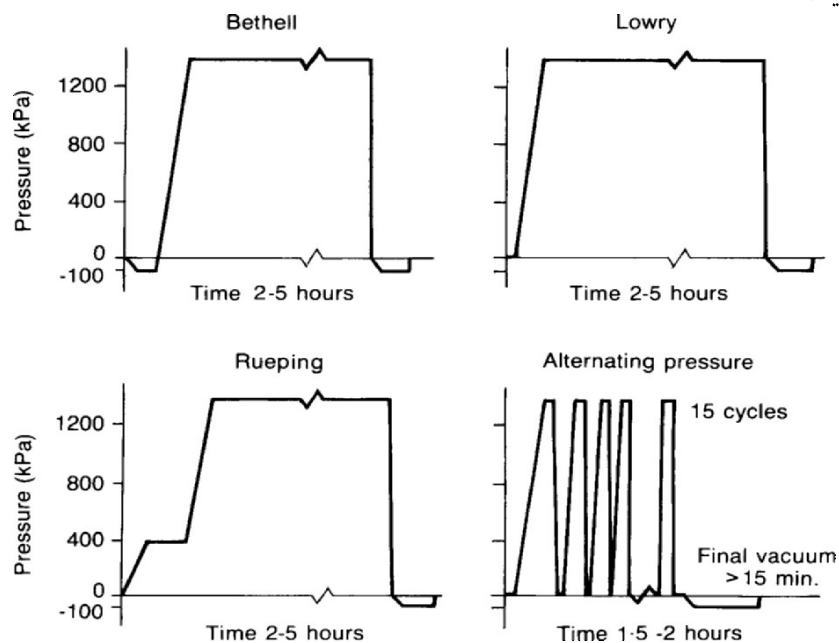 Bethell
Lowry
Pressure (kPa)
1200
800
400
0
-100
Time 2-5 hours
Time 2-5 hours
Rueping
Alternating pressure
Pressure (kPa)
1200
800
400
0
-100
15 cycles
Final vacuum
>15 min.
Time 2-5 hours
Time 1·5 -2 hours